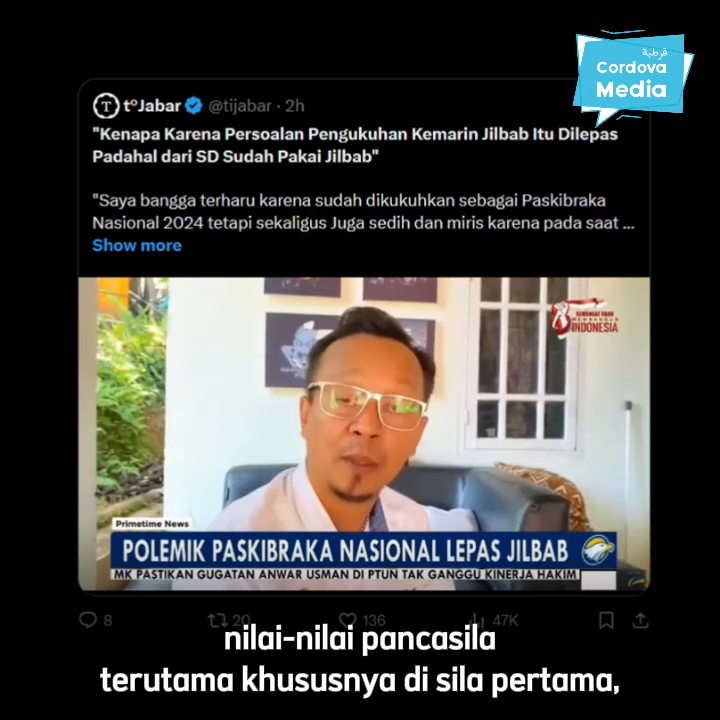 قرطبة
Cordova
Media
t°Jabar @tijabar · 2h
"Kenapa Karena Persoalan Pengukuhan Kemarin Jilbab Itu Dilepas
Padahal dari SD Sudah Pakai Jilbab"
"Saya bangga terharu karena sudah dikukuhkan sebagai Paskibraka
Nasional 2024 tetapi sekaligus Juga sedih dan miris karena pada saat ...
Show more
INDONESIA
Primetime News
POLEMIK PASKIBRAKA NASIONAL LEPAS JILBAB
MK PASTIKAN GUGATAN ANWAR USMAN DI PTUN TAK GANGGU KINERJA HAKIM
8 20 136 47K
nilai-nilai pancasila
terutama khususnya di sila pertama,